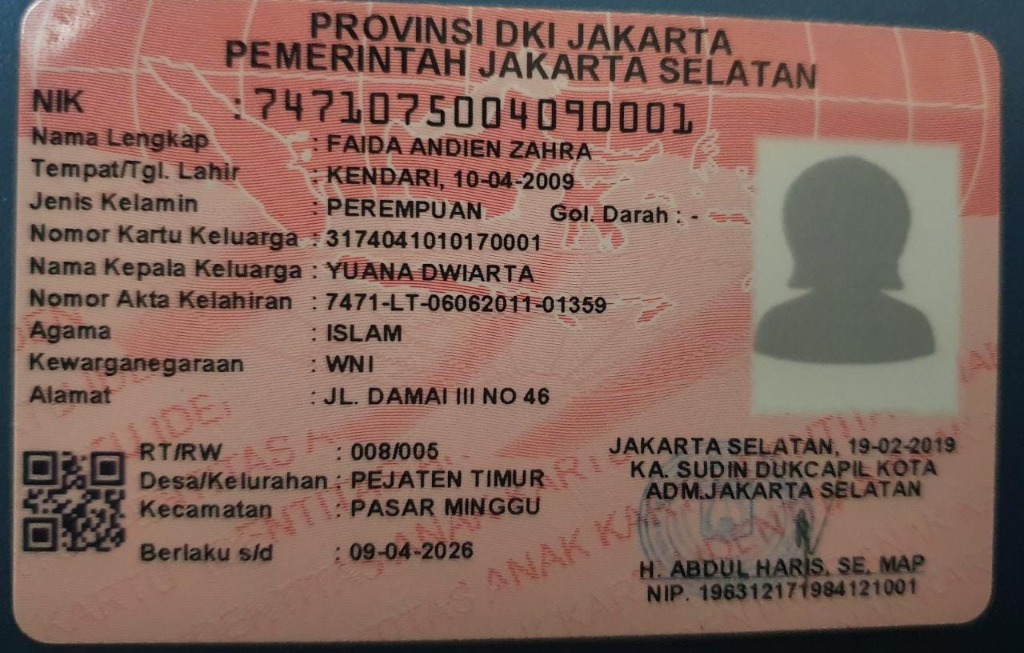 PROVINSI DKI JAKARTA
PEMERINTAH JAKARTA SELATAN
NIK : 7471075004090001
Nama Lengkap : FAIDA ANDIEN ZAHRA
Tempat/Tgl. Lahir : KENDARI, 10-04-2009
Jenis Kelamin : PEREMPUAN Gol. Darah : -
Nomor Kartu Keluarga : 3174041010170001
Nama Kepala Keluarga : YUANA DWIARTA
Nomor Akta Kelahiran : 7471-LT-06062011-01359
Agama : ISLAM
Kewarganegaraan : WNI
Alamat : JL. DAMAI III NO 46
RT/RW : 008/005
Desa/Kelurahan : PEJATEN TIMUR
Kecamatan : PASAR MINGGU
Berlaku s/d : 09-04-2026
JAKARTA SELATAN, 19-02-2019
KA. SUDIN DUKCAPIL KOTA
ADM.JAKARTA SELATAN
H. ABDUL HARIS, SE, MAP
NIP. 196312171984121001